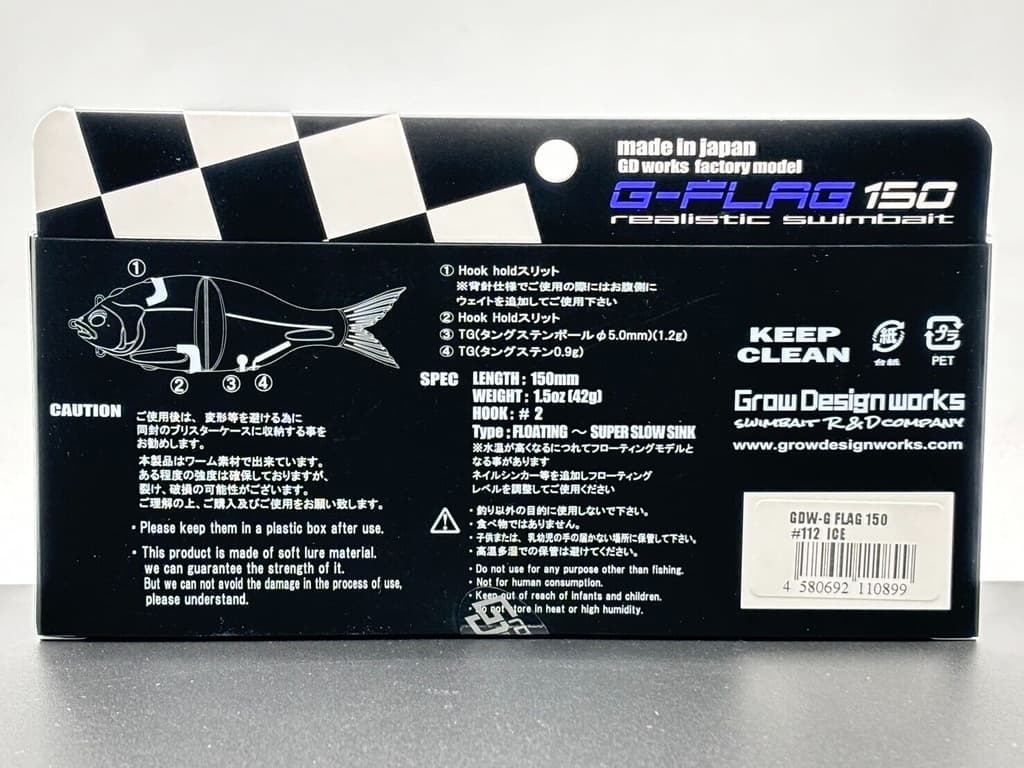 made in japan
GD works factory model
G-FLAG 150
realistic swimbait
①
② ③ ④
① Hook holdスリット
※背針仕様でご使用の際にはお腹側に
ウェイトを追加してご使用下さい
② Hook Holdスリット
③ TG(タングステンボールφ5.0mm)(1.2g)
④ TG(タングステン0.9g)
SPEC LENGTH : 150mm
WEIGHT : 1.5oz (42g)
HOOK : # 2
Type : FLOATING ～ SUPER SLOW SINK
※水温が高くなるにつれてフローティングモデルと
なる事があります
ネイルシンカー等を追加しフローティング
レベルを調整してご使用ください
CAUTION ご使用後は、変形等を避ける為に
同封のブリスターケースに収納する事を
お勧めします。
本製品はワーム素材で出来ています。
ある程度の強度は確保しておりますが、
裂け、破損の可能性がございます。
ご理解の上、ご購入及びご使用をお願い致します。
・Please keep them in a plastic box after use.
・This product is made of soft lure material.
we can guarantee the strength of it.
But we can not avoid the damage in the process of use,
please understand.
・釣り以外の目的に使用しないで下さい。
・食べ物ではありません。
・子供または、乳幼児の手の届かない場所に保管して下さい。
・高温多湿での保管は避けてください。
・Do not use for any purpose other than fishing.
・Not for human consumption.
・Keep out of reach of infants and children.
・Do not store in heat or high humidity.
KEEP
CLEAN
紙
台紙
プラ
PET
Grow Design works
SWIMBAIT R&D COMPANY
www.growdesignworks.com
GDW-G FLAG 150
#112 ICE
4 580692 110899